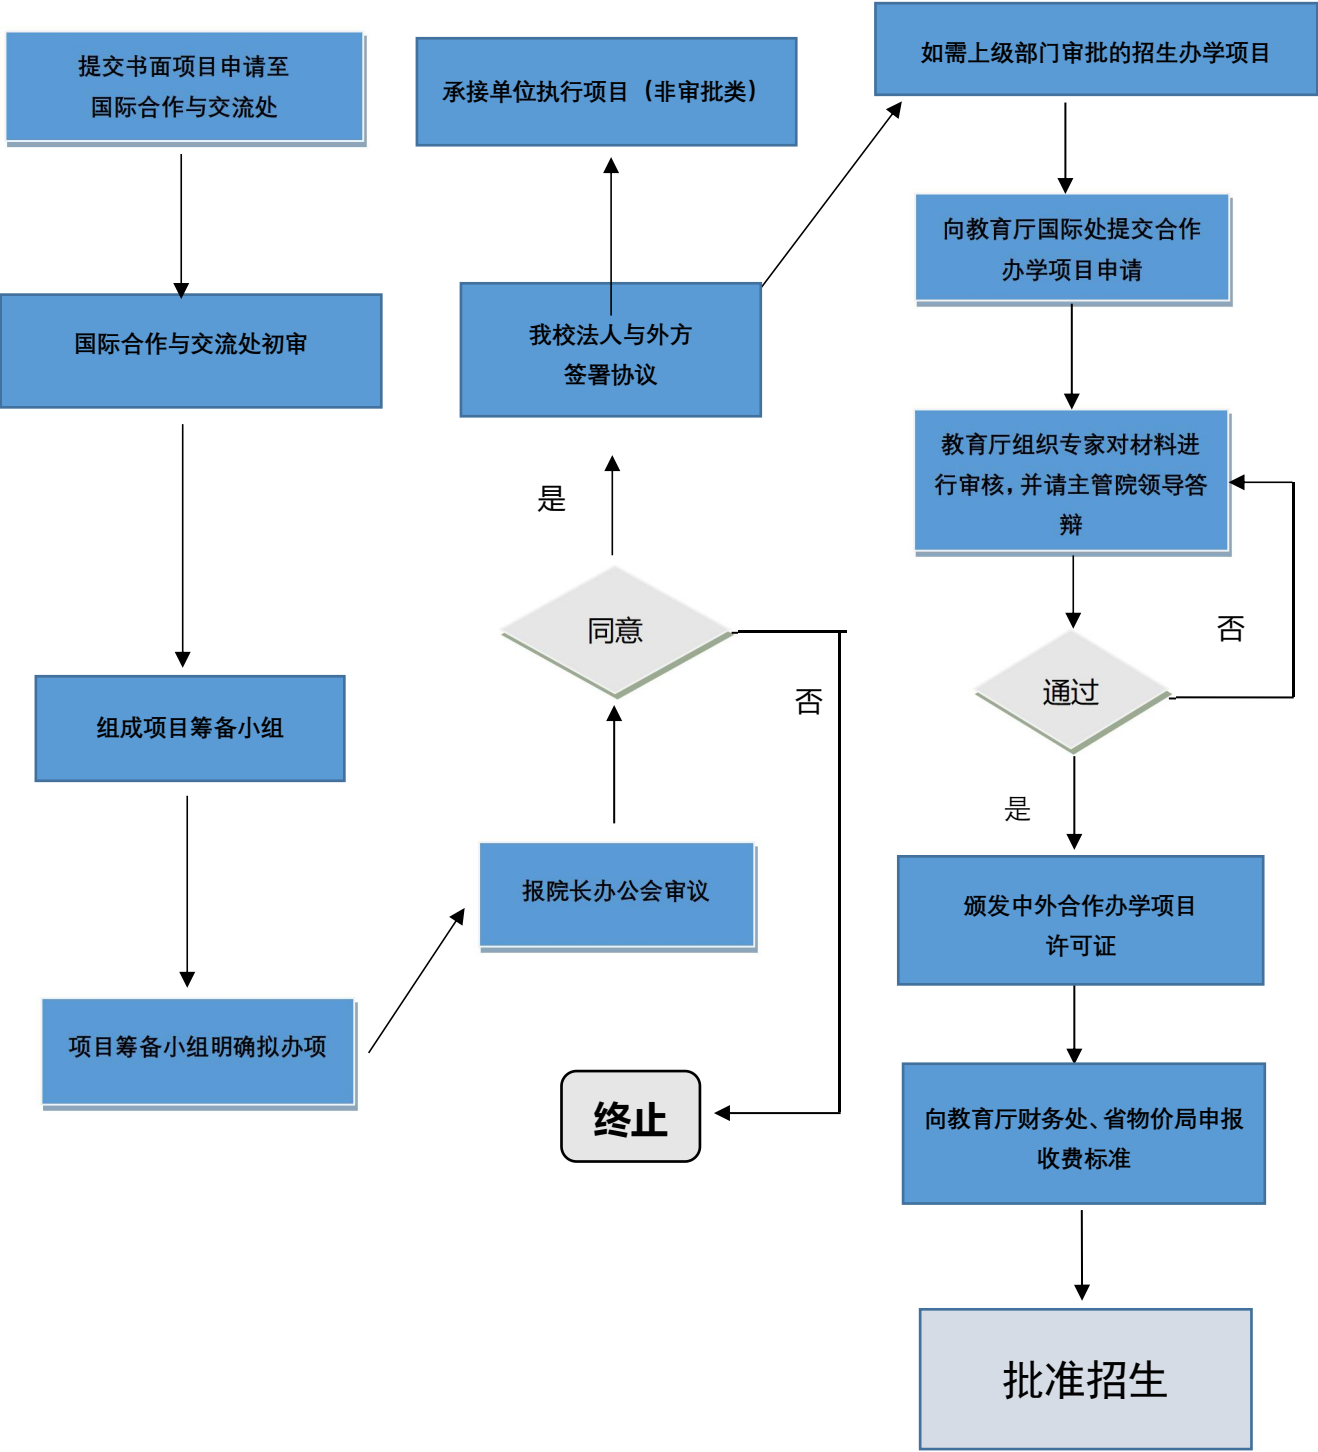 提交书面项目申请至
国际合作与交流处
国际合作与交流处初审
组成项目筹备小组
项目筹备小组明确拟办项
承接单位执行项目（非审批类）
我校法人与外方
签署协议
是
同意
否
报院长办公会审议
终止
如需上级部门审批的招生办学项目
向教育厅国际处提交合作
办学项目申请
教育厅组织专家对材料进
行审核，并请主管院领导答
辩
否
通过
是
颁发中外合作办学项目
许可证
向教育厅财务处、省物价局申报
收费标准
批准招生